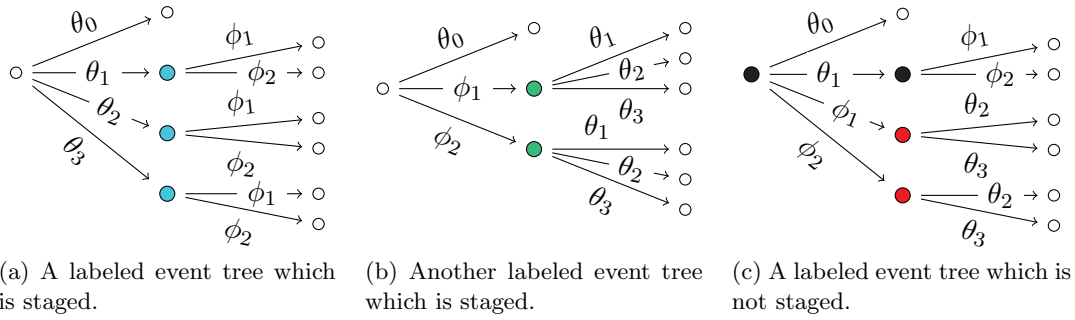 θ₀
θ₁
θ₂
θ₃
ϕ₁
ϕ₂
ϕ₁
ϕ₂
ϕ₁
ϕ₂
(a) A labeled event tree which
is staged.
θ₀
ϕ₁
ϕ₂
θ₁
θ₂
θ₃
θ₁
θ₂
θ₃
(b) Another labeled event tree
which is staged.
θ₀
θ₁
ϕ₁
ϕ₂
ϕ₁
ϕ₂
θ₂
θ₃
θ₂
θ₃
(c) A labeled event tree which is
not staged.